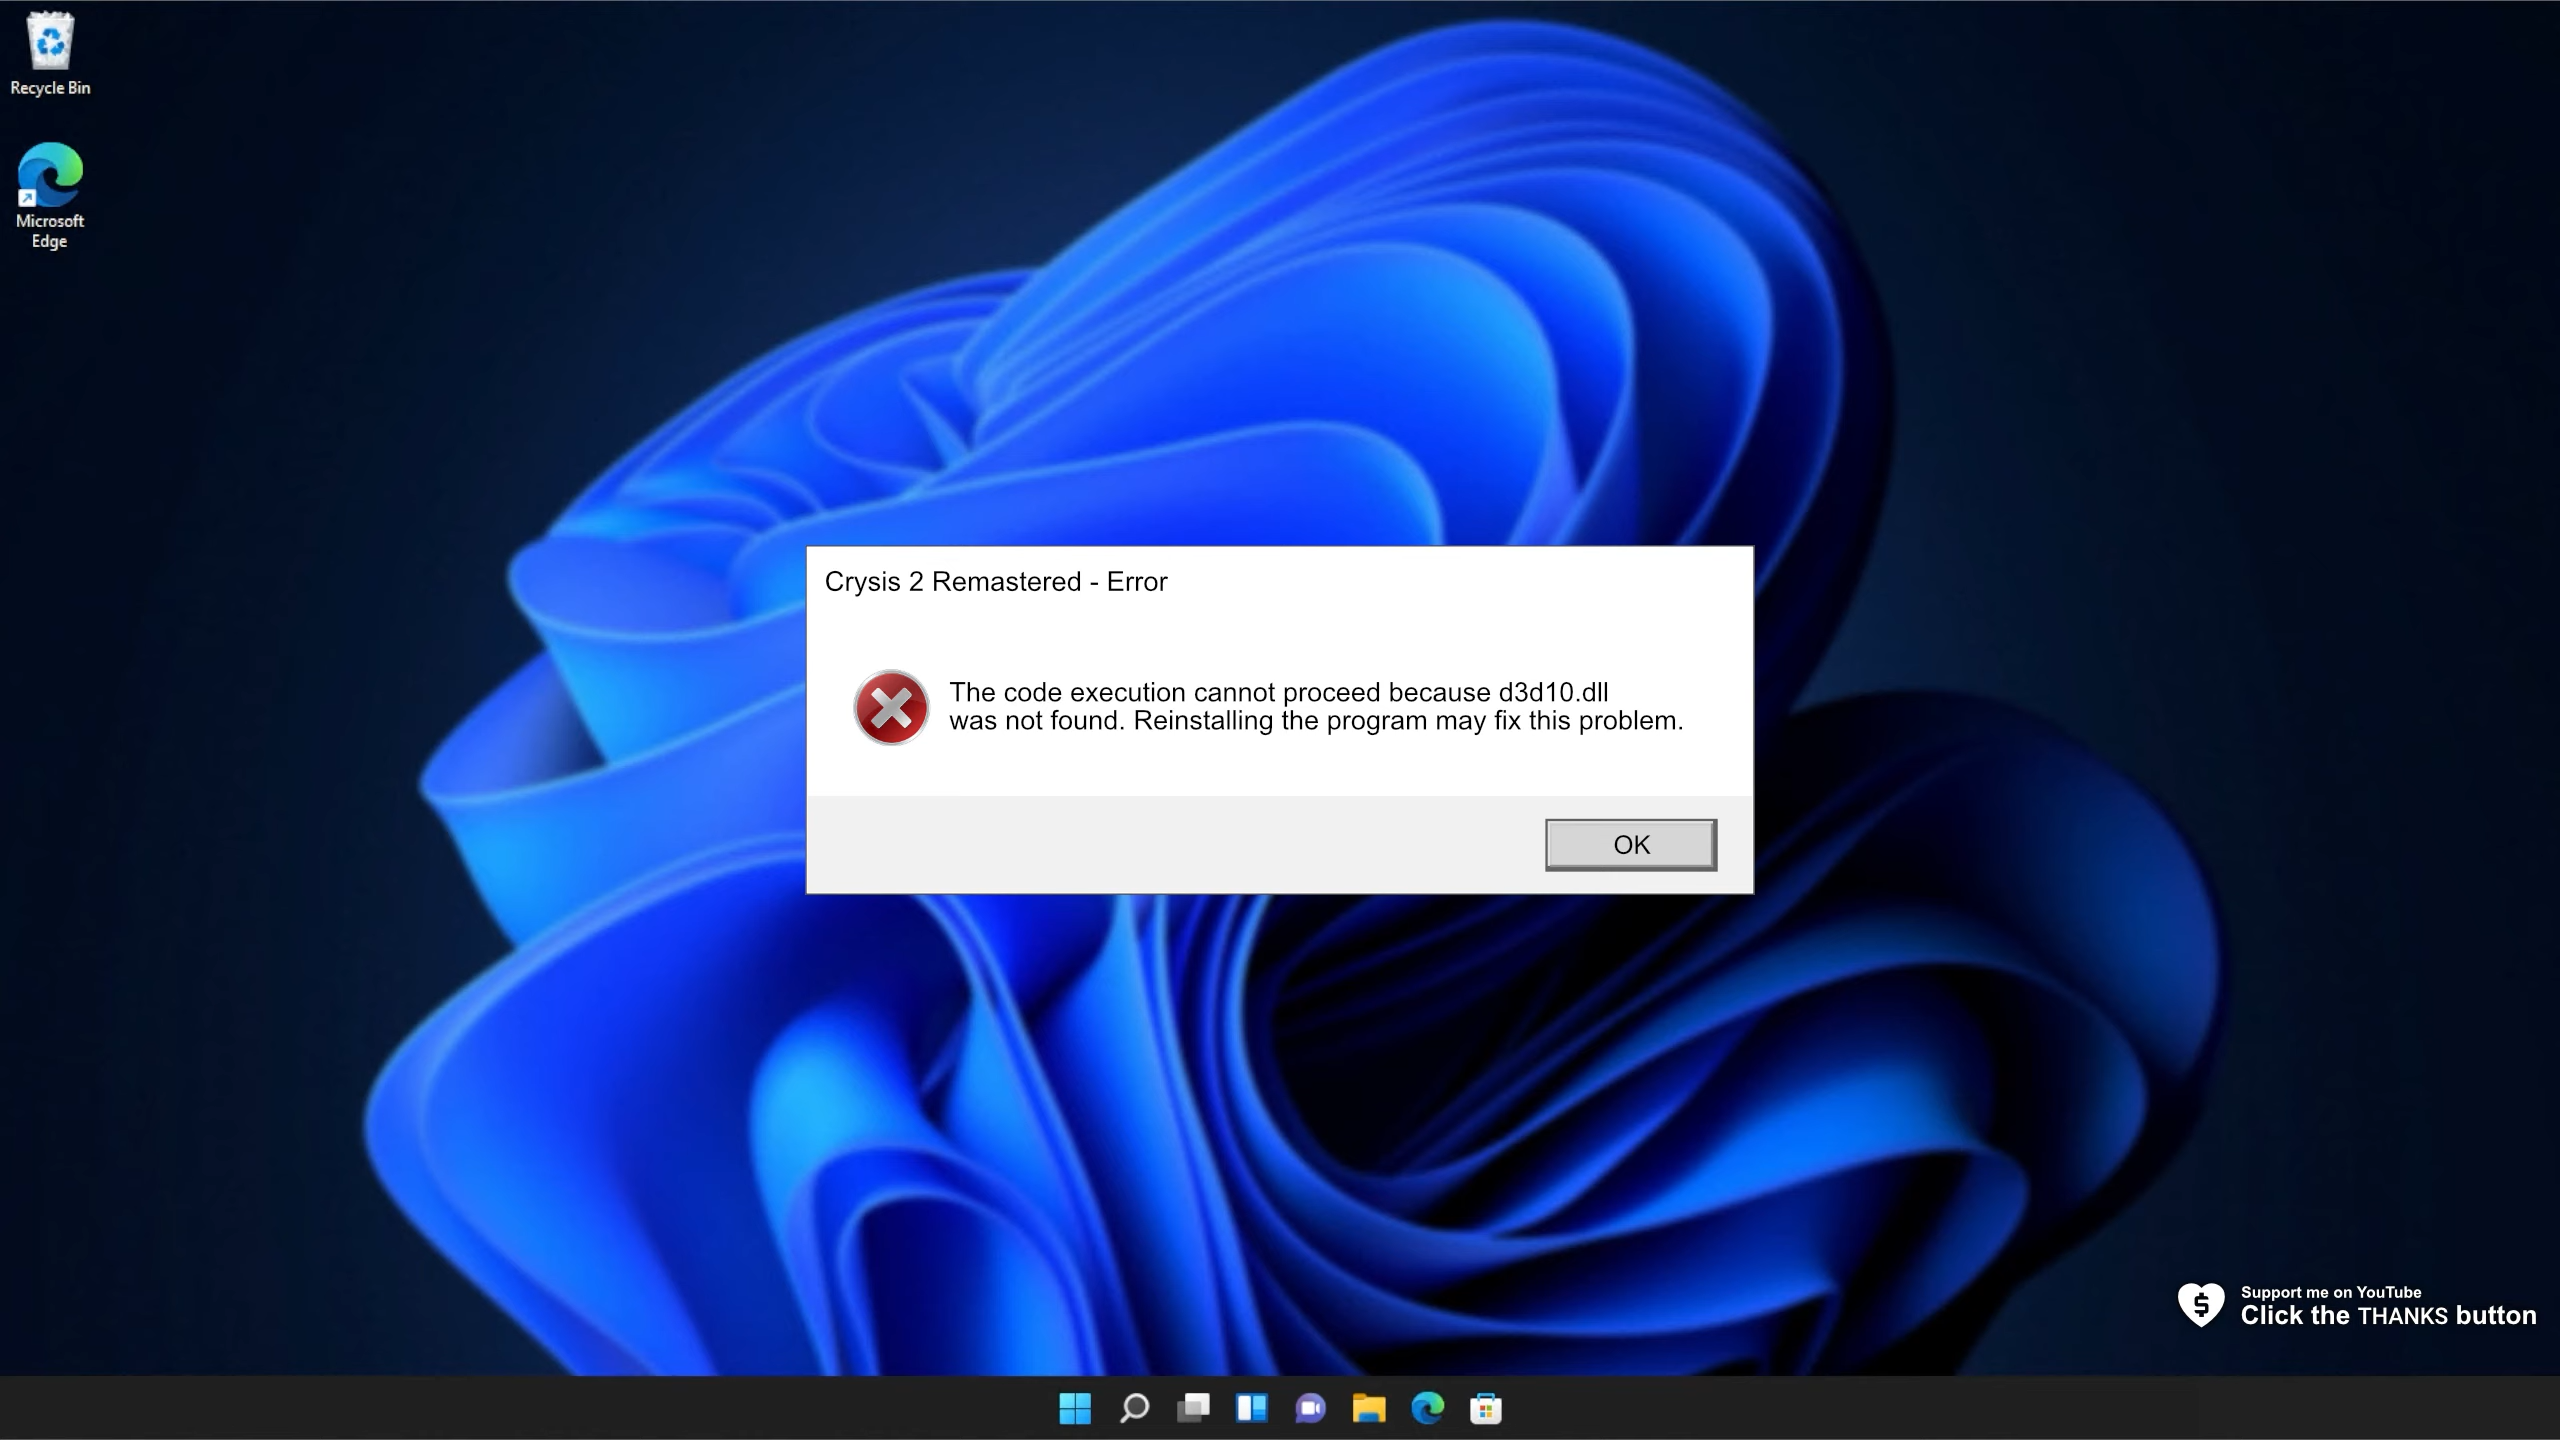 Recycle Bin
Microsoft
Edge
Crysis 2 Remastered - Error
The code execution cannot proceed because d3d10.dll
was not found. Reinstalling the program may fix this problem.
OK
Support me on YouTube
Click the THANKS button